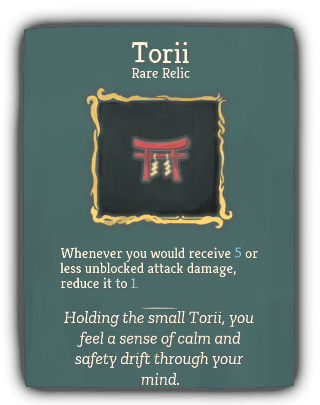 Torii
Rare Relic
Whenever you would receive 5 or
less unblocked attack damage,
reduce it to 1.
Holding the small Torii, you
feel a sense of calm and
safety drift through your
mind.